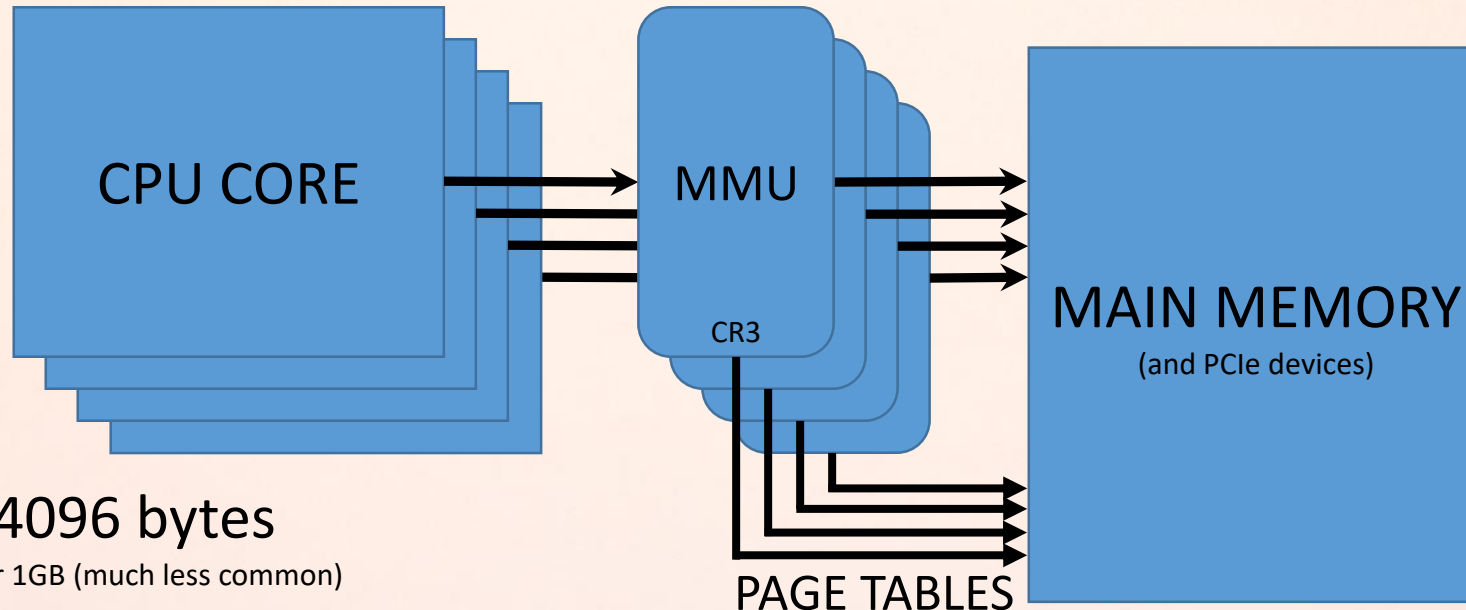 CPU CORE
MMU
CR3
MAIN MEMORY
(and PCIe devices)
4096 bytes
r 1GB (much less common)
PAGE TABLES